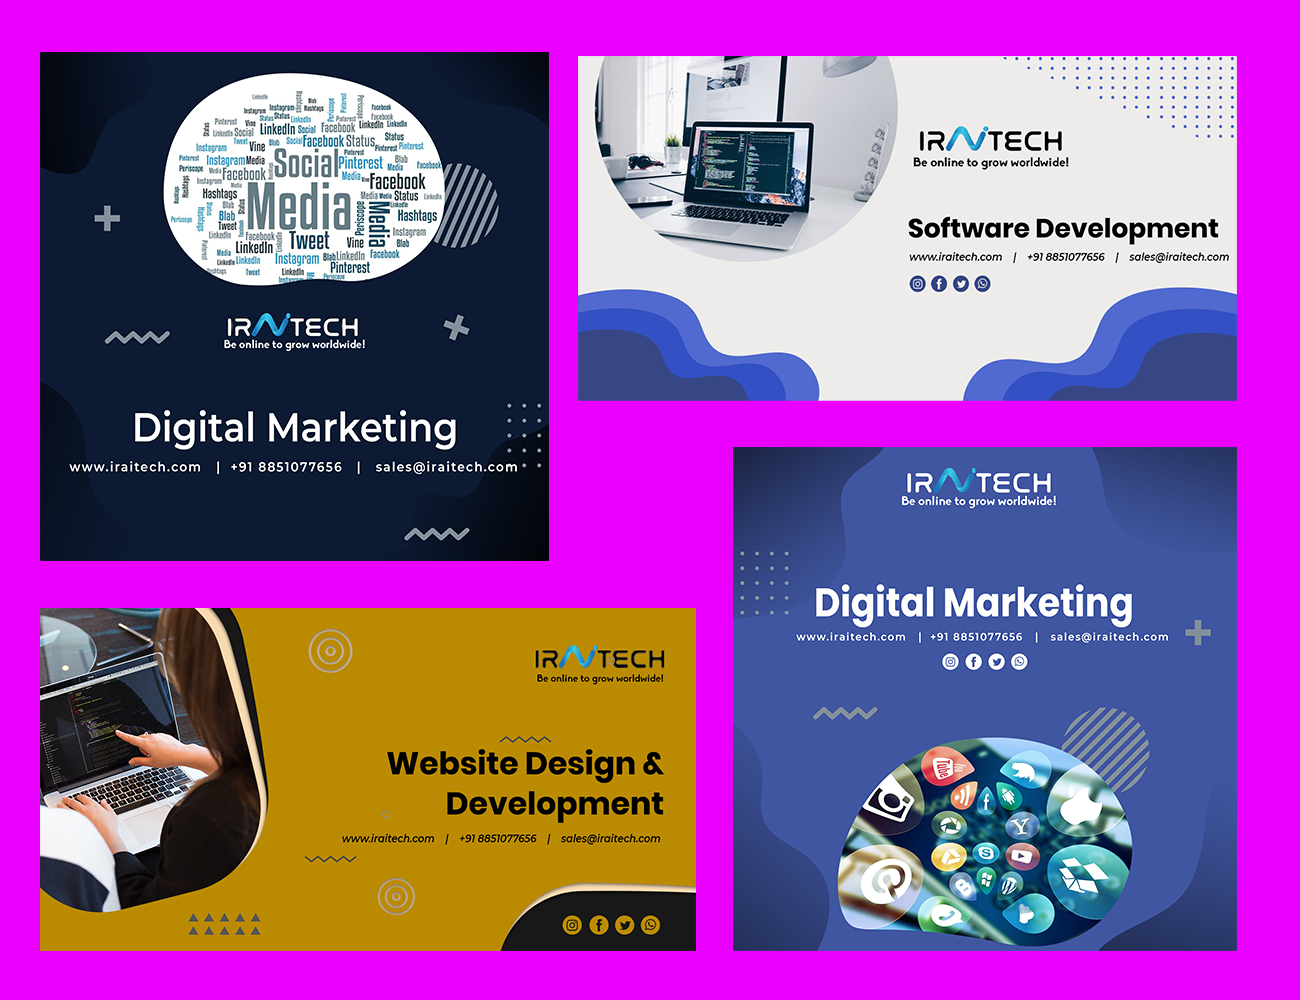 Social
Media
Facebook
Pinterest
LinkedIn
Instagram
Tweet
Hashtags
Status
Vine
Blab
Periscope
IRAITECH
Be online to grow worldwide!
Digital Marketing
www.iraitech.com | +91 8851077656 | sales@iraitech.com
IRAITECH
Be online to grow worldwide!
Software Development
www.iraitech.com | +91 8851077656 | sales@iraitech.com
IRAITECH
Be online to grow worldwide!
Website Design &
Development
www.iraitech.com | +91 8851077656 | sales@iraitech.com
IRAITECH
Be online to grow worldwide!
Digital Marketing
www.iraitech.com | +91 8851077656 | sales@iraitech.com